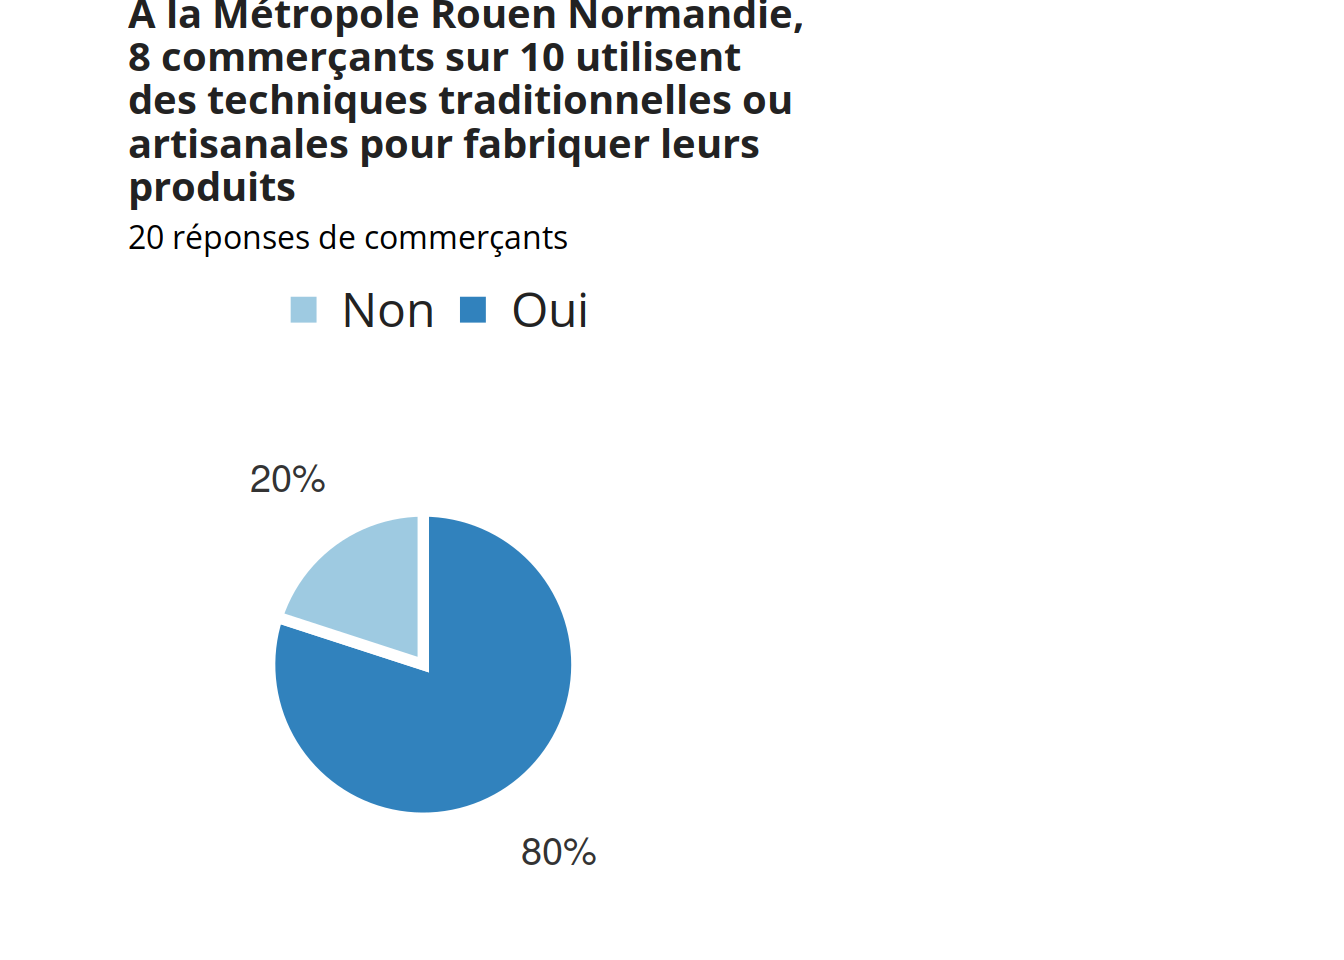 À la Métropole Rouen Normandie,
8 commerçants sur 10 utilisent
des techniques traditionnelles ou
artisanales pour fabriquer leurs
produits
20 réponses de commerçants
Non Oui
20%
80%